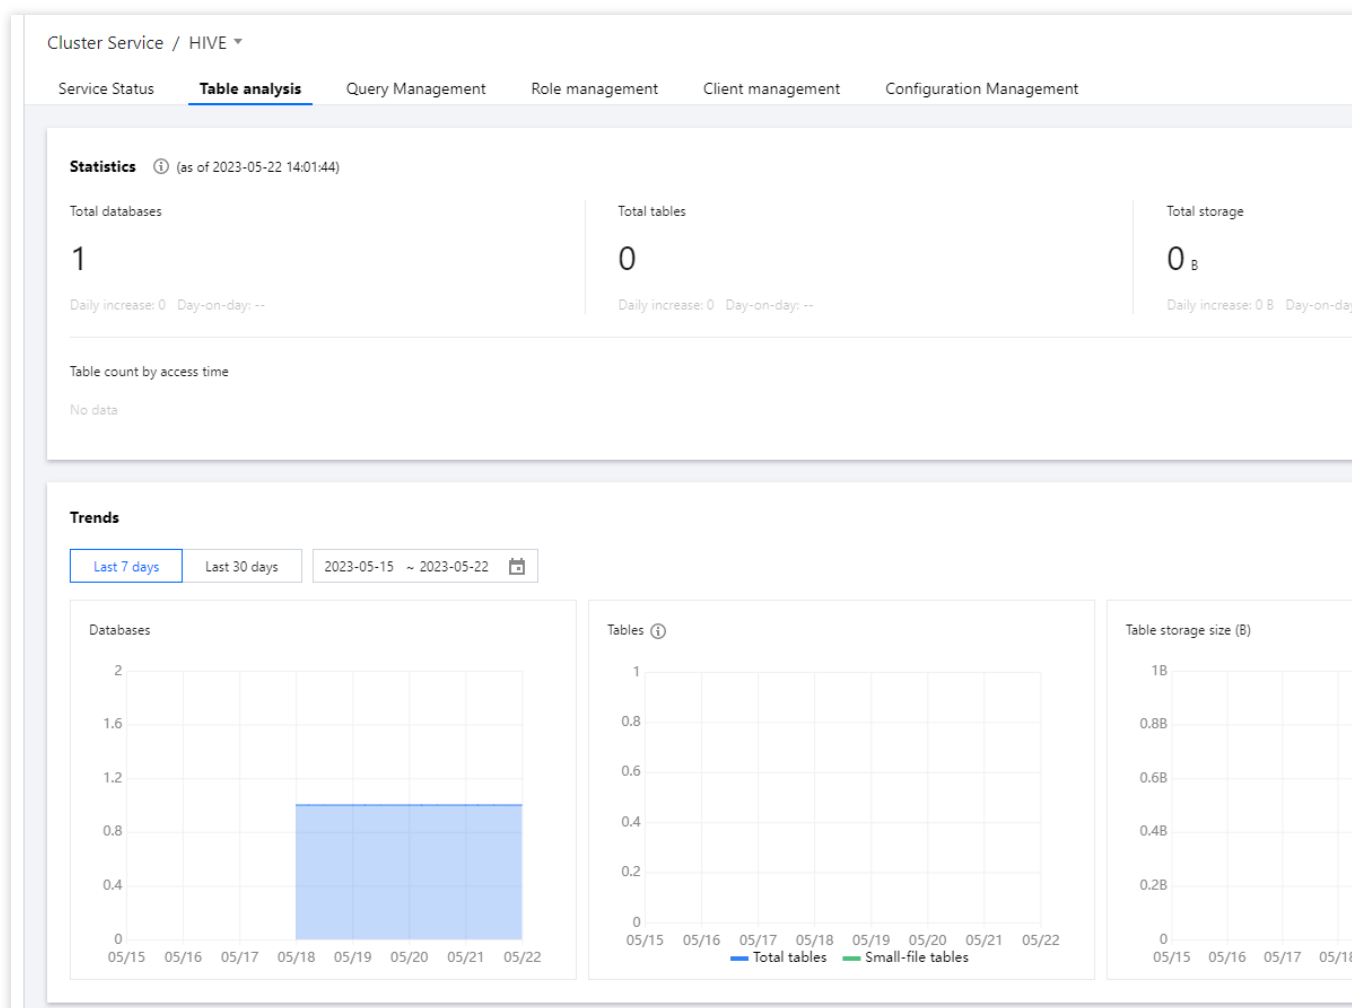 Cluster Service / HIVE
Service Status Table analysis Query Management Role management Client management Configuration Management
Statistics (as of 2023-05-22 14:01:44)
Total databases Total tables Total storage
1 0 0 B
Daily increase: 0 Day-on-day: -- Daily increase: 0 Day-on-day: -- Daily increase: 0 B Day-on-day
Table count by access time
No data
Trends
Last 7 days Last 30 days 2023-05-15 ~ 2023-05-22
Databases Tables Table storage size (B)
2 1 1B
1.6 0.8 0.8B
1.2 0.6 0.6B
0.8 0.4 0.4B
0.4 0.2 0.2B
0 0 0
05/15 05/16 05/17 05/18 05/19 05/20 05/21 05/22 05/15 05/16 05/17 05/18 05/19 05/20 05/21 05/22 05/15 05/16 05/17 05/18
Total tables Small-file tables